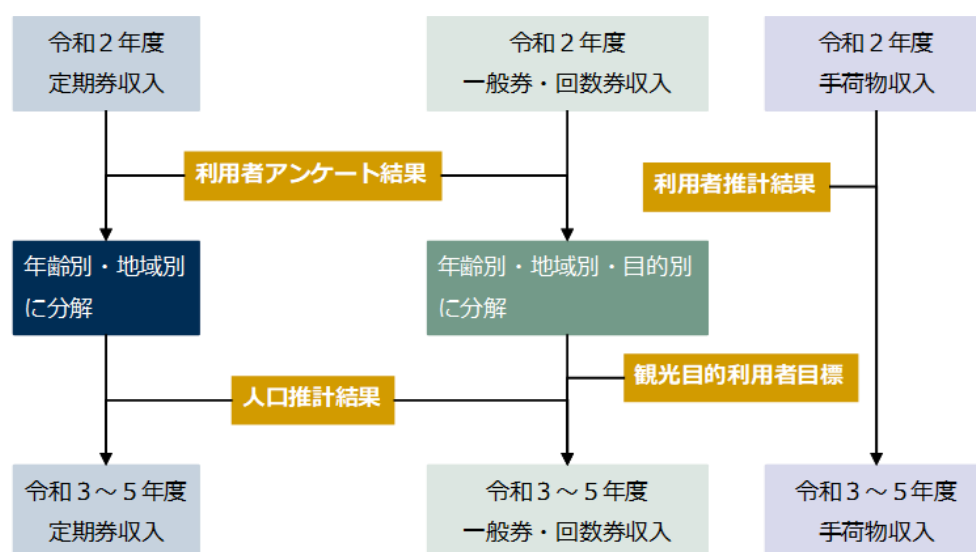 令和２年度
定期券収入
令和２年度
一般券・回数券収入
令和２年度
手荷物収入
利用者アンケート結果
利用者推計結果
年齢別・地域別
に分解
年齢別・地域別・目的別
に分解
観光目的利用者目標
人口推計結果
令和３～５年度
定期券収入
令和３～５年度
一般券・回数券収入
令和３～５年度
手荷物収入